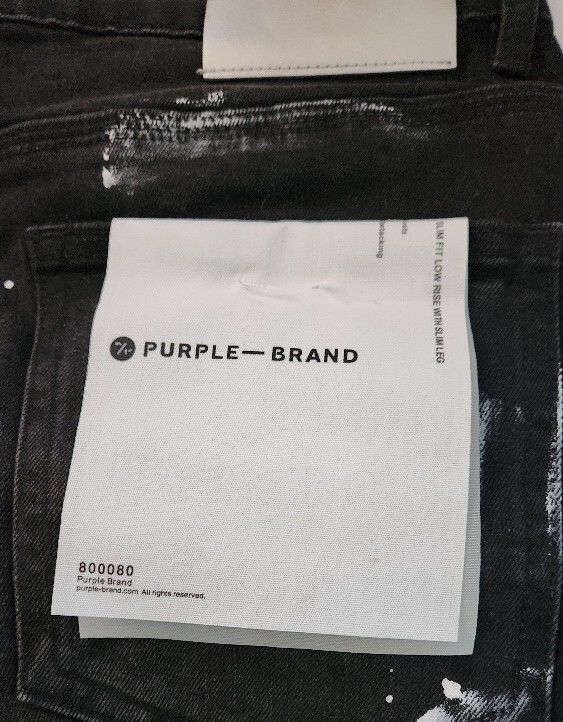 SLIM FIT LOW RISE WITH SLIM LEG
PURPLE—BRAND
800080
Purple Brand
purple-brand.com All rights reserved.